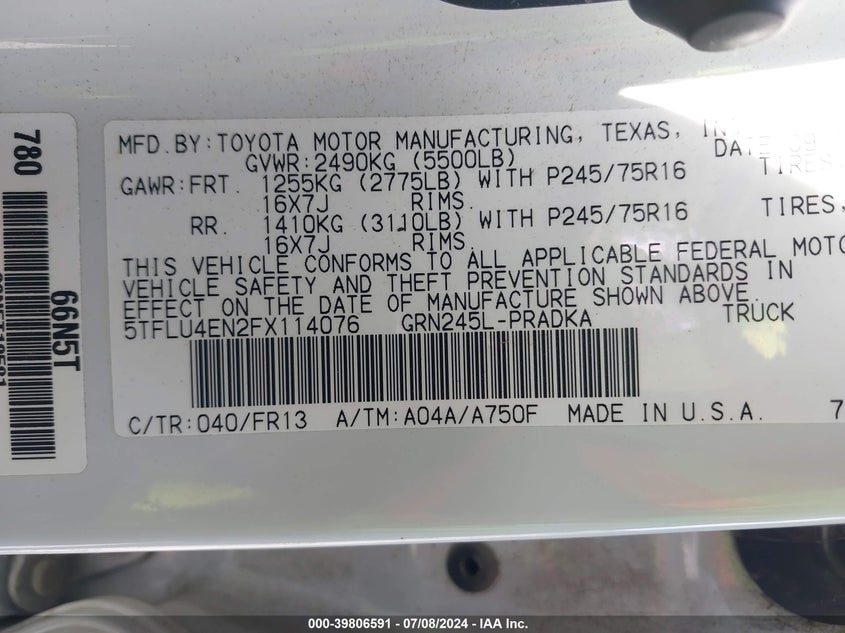 780
66N5T
MFD.BY:TOYOTA MOTOR MANUFACTURING, TEXAS,
GVWR:2490KG (5500LB)
GAWR:FRT. 1255KG (2775LB) WITH P245/75R16 TIRES,
16X7J RIMS.
RR. 1410KG (3110LB) WITH P245/75R16 TIRES,
16X7J RIMS.
THIS VEHICLE CONFORMS TO ALL APPLICABLE FEDERAL MOTO
VEHICLE SAFETY AND THEFT PREVENTION STANDARDS IN
EFFECT ON THE DATE OF MANUFACTURE SHOWN ABOVE.
5TFLU4EN2FX114076 GRN245L-PRADKA TRUCK
C/TR:040/FR13 A/TM:A04A/A750F MADE IN U.S.A. 7
000-39806591 - 07/08/2024 - IAA Inc.